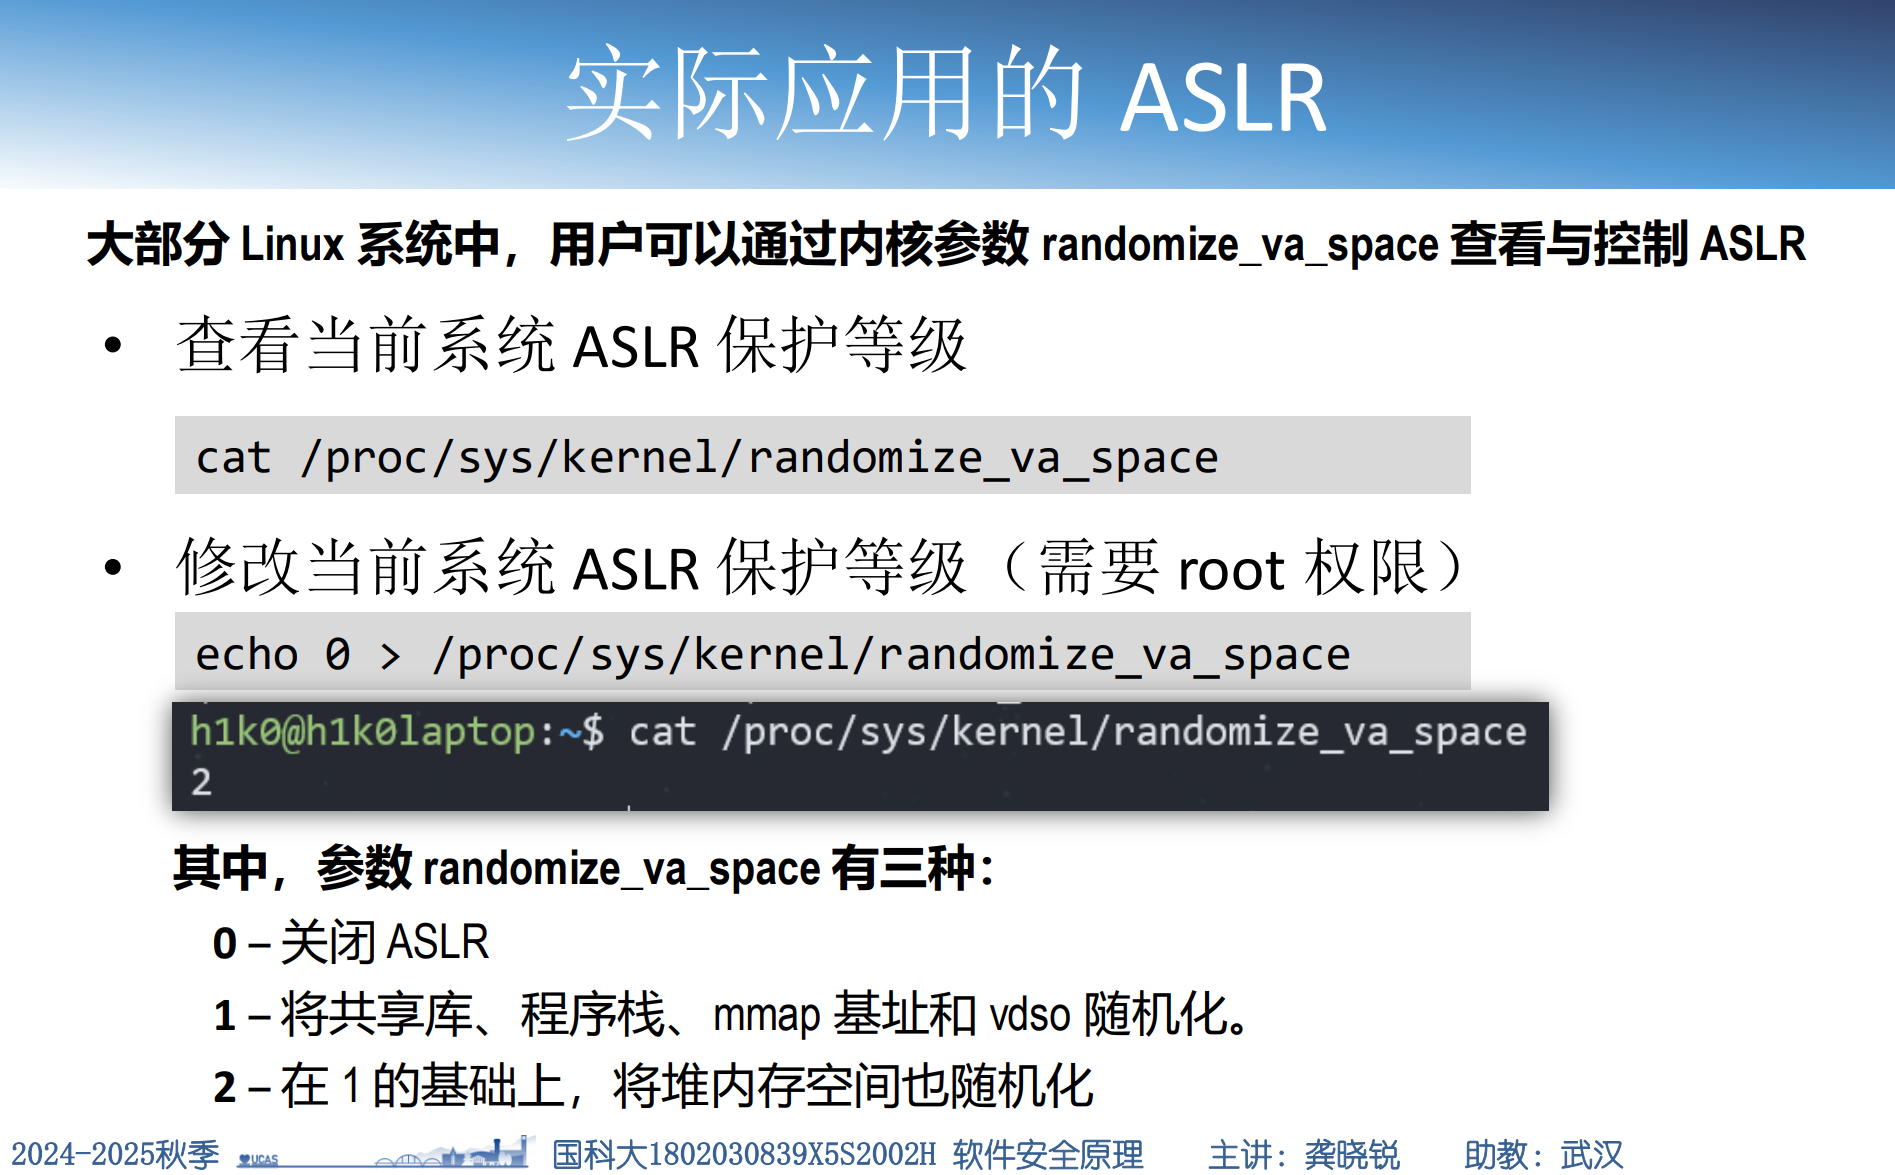 实际应用的 ASLR
大部分 Linux 系统中，用户可以通过内核参数 randomize_va_space 查看与控制 ASLR
• 查看当前系统 ASLR 保护等级
cat /proc/sys/kernel/randomize_va_space
• 修改当前系统 ASLR 保护等级（需要 root 权限）
echo 0 > /proc/sys/kernel/randomize_va_space
h1k0@h1k0laptop:~$ cat /proc/sys/kernel/randomize_va_space
2
其中，参数 randomize_va_space 有三种：
0 – 关闭 ASLR
1 – 将共享库、程序栈、mmap 基址和 vdso 随机化。
2 – 在 1 的基础上，将堆内存空间也随机化
2024-2025秋季 UCAS 国科大1802030839X5S2002H 软件安全原理 主讲：龚晓锐 助教：武汉